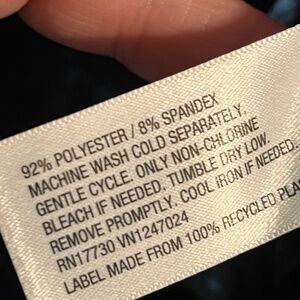 92% POLYESTER / 8% SPANDEX
MACHINE WASH COLD SEPARATELY.
GENTLE CYCLE. ONLY NON-CHLORINE
BLEACH IF NEEDED. TUMBLE DRY LOW.
REMOVE PROMPTLY. COOL IRON IF NEEDED.
RN17730 VN1247024
LABEL MADE FROM 100% RECYCLED